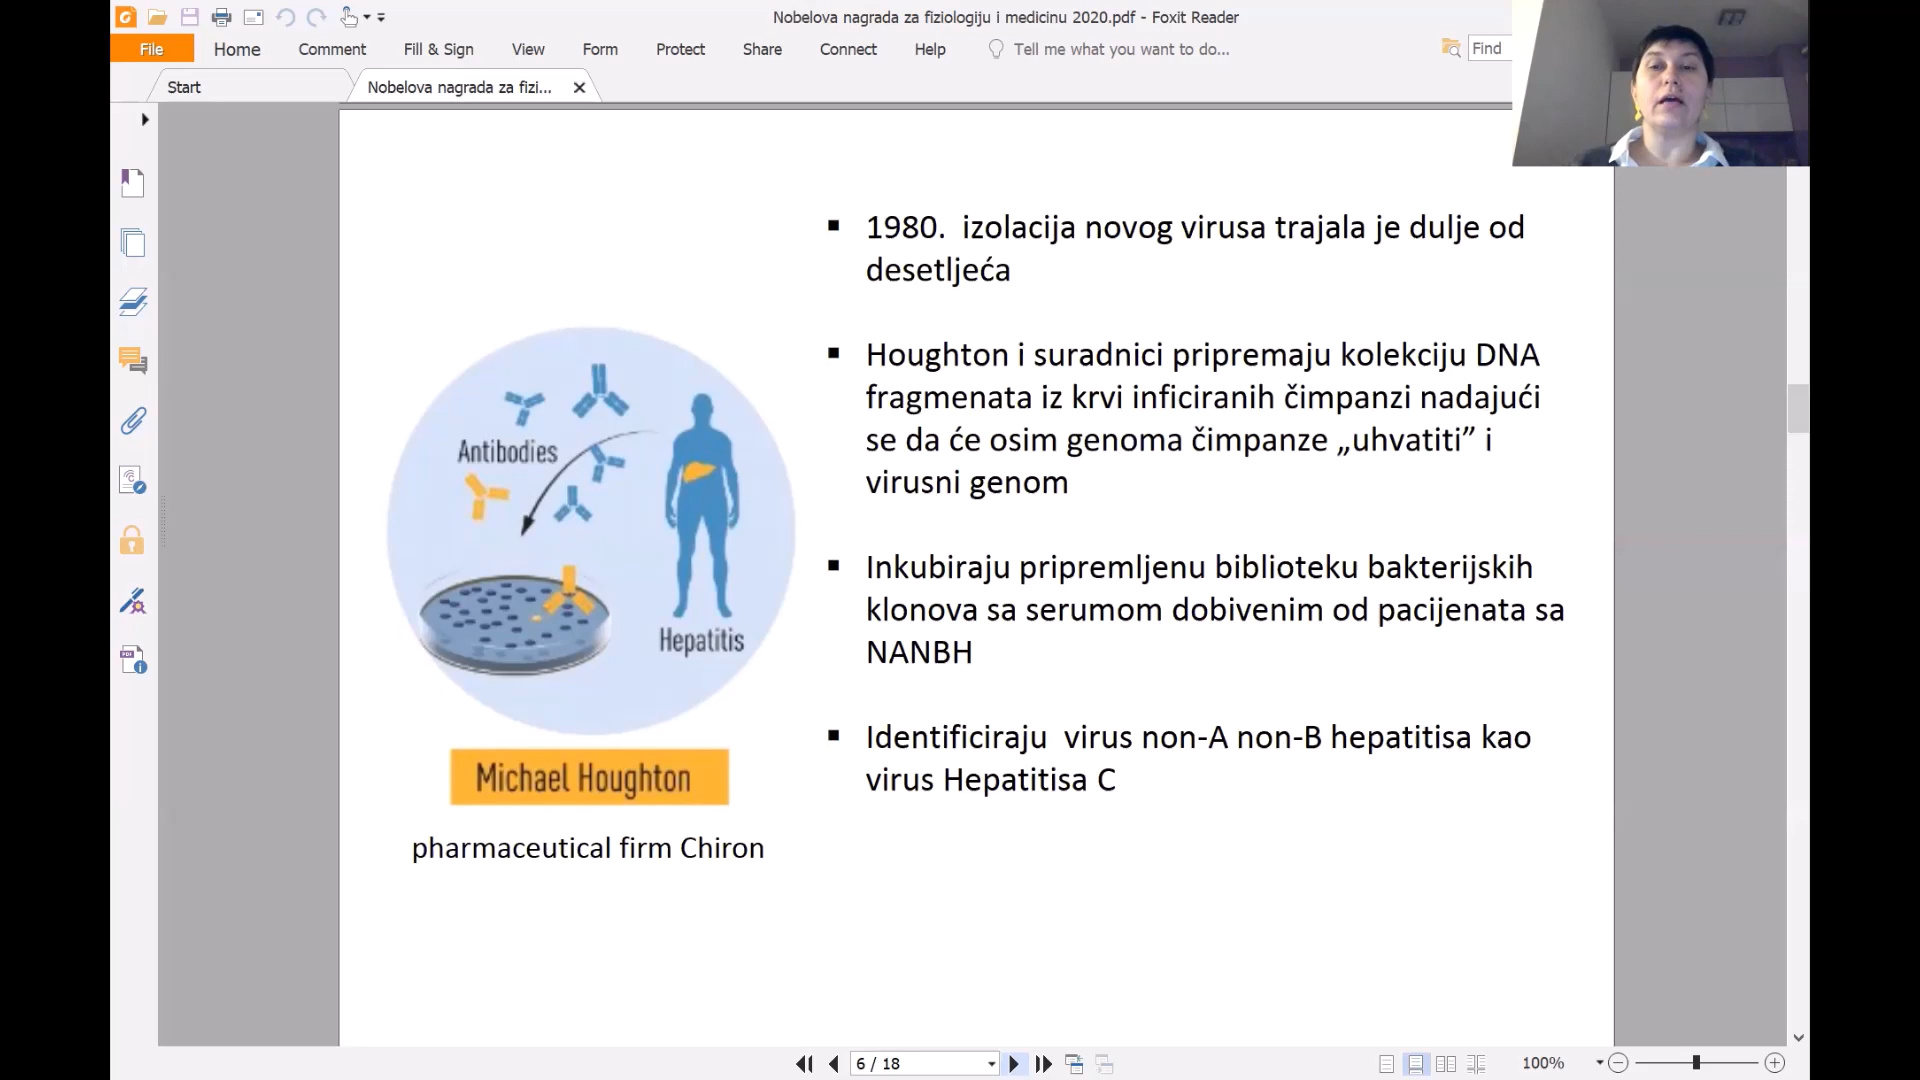 Nobelova nagrada za fiziologiju i medicinu 2020.pdf - Foxit Reader
File Home Comment Fill & Sign View Form Protect Share Connect Help Tell me what you want to do... Find
Start Nobelova nagrada za fizi...
1980.  izolacija novog virusa trajala je dulje od
desetljeća
Houghton i suradnici pripremaju kolekciju DNA
fragmenata iz krvi inficiranih čimpanzi nadajući
se da će osim genoma čimpanze „uhvatiti” i
virusni genom
Inkubiraju pripremljenu biblioteku bakterijskih
klonova sa serumom dobivenim od pacijenata sa
NANBH
Identificiraju  virus non-A non-B hepatitisa kao
virus Hepatitisa C
Antibodies
Hepatitis
Michael Houghton
pharmaceutical firm Chiron
6 / 18
100%